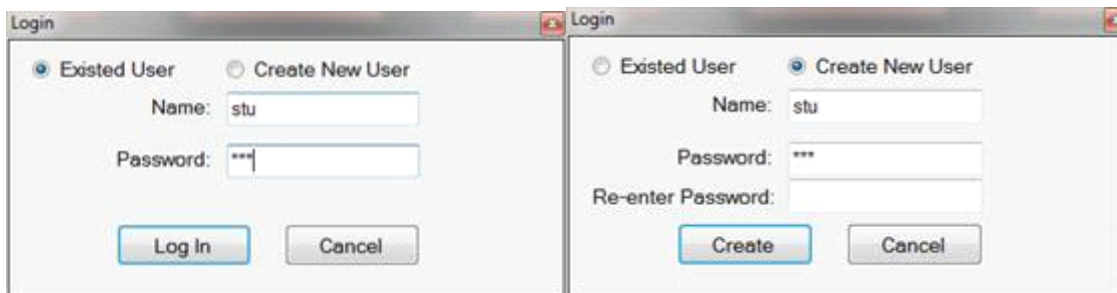 Login
Existed User Create New User
Name: stu
Password: ***
Log In Cancel
Login
Existed User Create New User
Name: stu
Password: ***
Re-enter Password:
Create Cancel